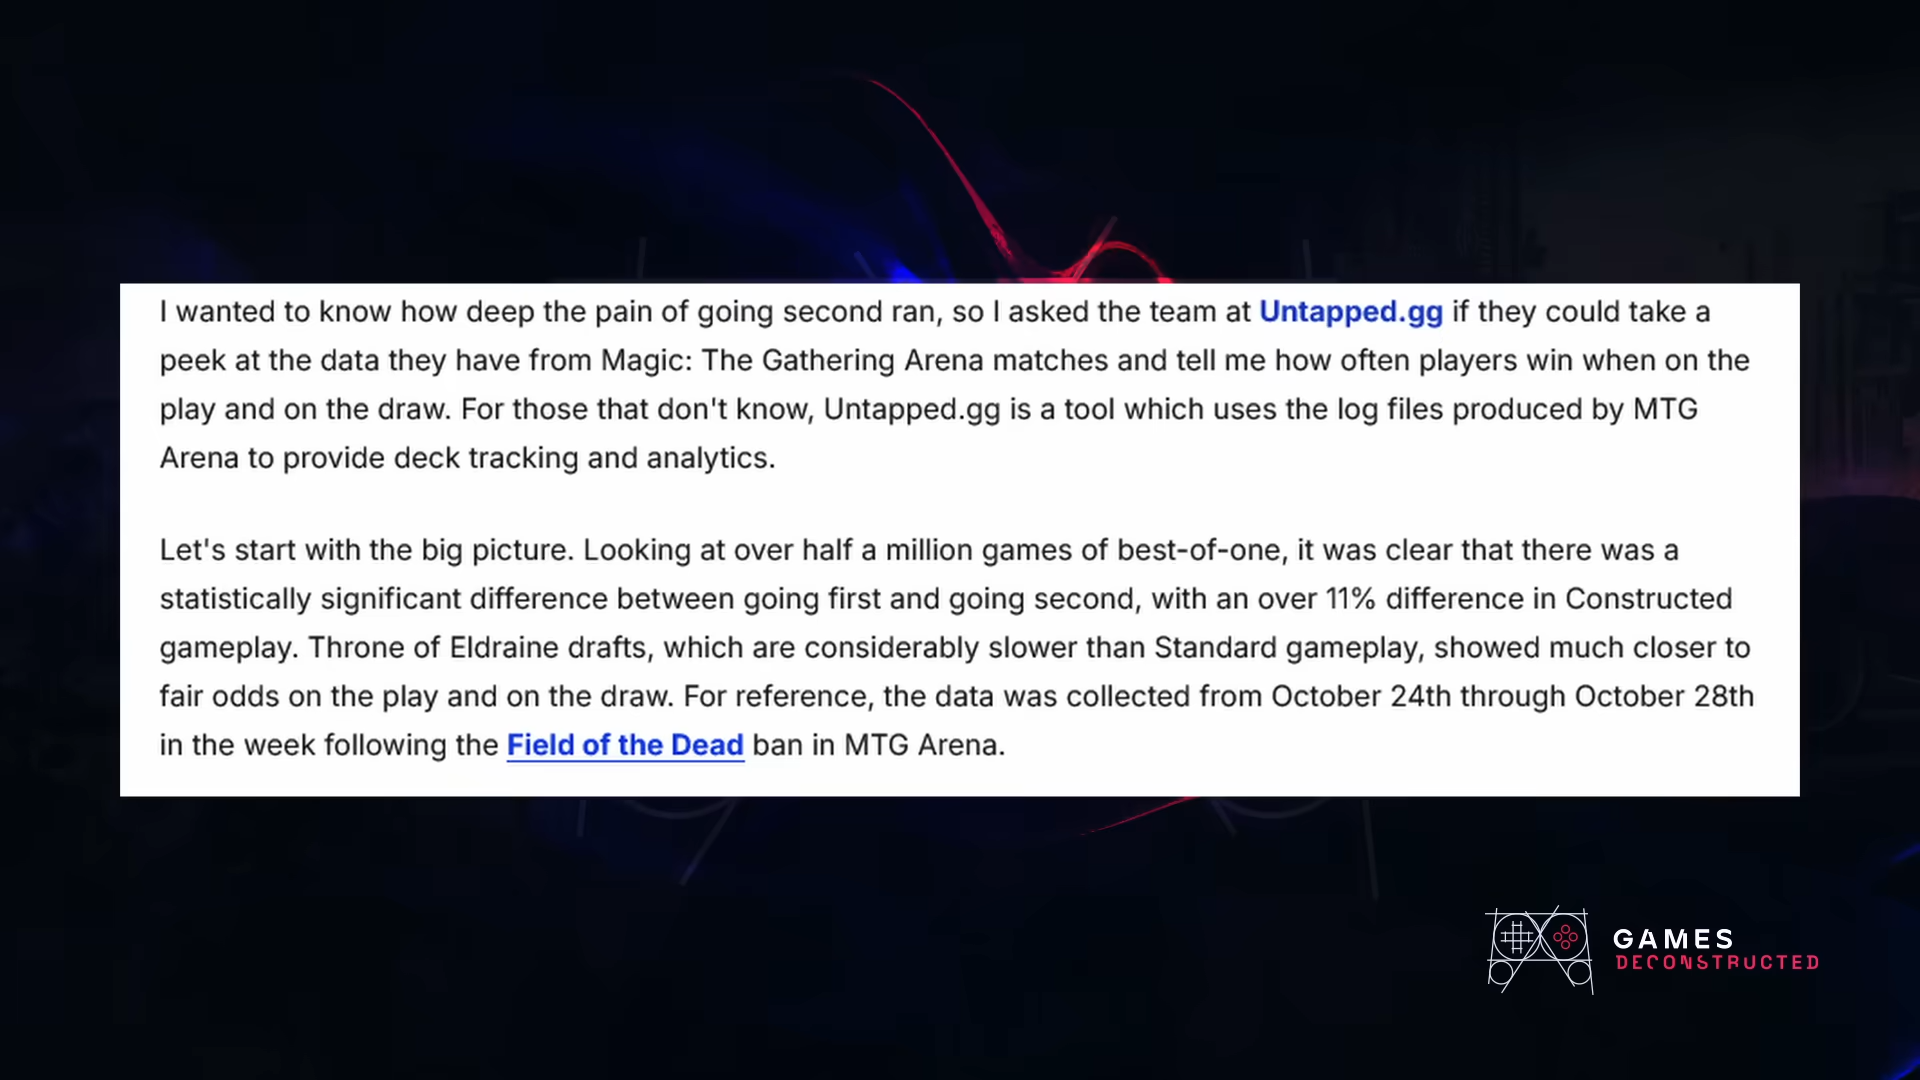 I wanted to know how deep the pain of going second ran, so I asked the team at Untapped.gg if they could take a
peek at the data they have from Magic: The Gathering Arena matches and tell me how often players win when on the
play and on the draw. For those that don't know, Untapped.gg is a tool which uses the log files produced by MTG
Arena to provide deck tracking and analytics.
Let's start with the big picture. Looking at over half a million games of best-of-one, it was clear that there was a
statistically significant difference between going first and going second, with an over 11% difference in Constructed
gameplay. Throne of Eldraine drafts, which are considerably slower than Standard gameplay, showed much closer to
fair odds on the play and on the draw. For reference, the data was collected from October 24th through October 28th
in the week following the Field of the Dead ban in MTG Arena.
GAMES
DECONSTRUCTED